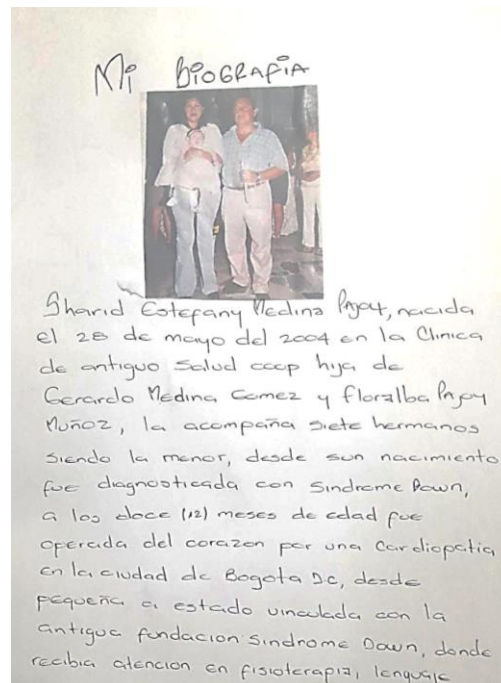 Mi BiOGRAFiA
Sharid Estefany Medina Pajoy, nacida
el 28 de mayo del 2004 en la Clinica
de antiguo Salud coop hija de
Gerardo Medina Gomez y floralba Pajoy
Muñoz, la acompaña siete hermanos
siendo la menor, desde sun nacimiento
fue diagnosticada con sindrome Down,
a los doce (12) meses de edad fue
operada del corazon por una Cardiopatia
en la ciudad de Bogota D.C, desde
pequeña a estado vinculada con la
antigua fundacion sindrome Down, donde
recibia atencion en fisioterapia, lenguaje